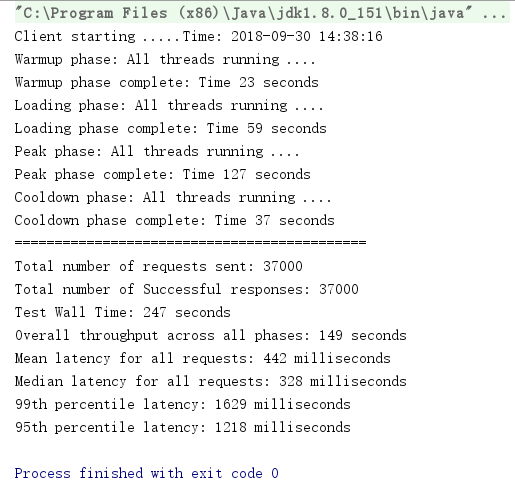 "C:\Program Files (x86)\Java\jdk1.8.0_151\bin\java" ...
Client starting .....Time: 2018-09-30 14:38:16
Warmup phase: All threads running ....
Warmup phase complete: Time 23 seconds
Loading phase: All threads running ....
Loading phase complete: Time 59 seconds
Peak phase: All threads running ....
Peak phase complete: Time 127 seconds
Cooldown phase: All threads running ....
Cooldown phase complete: Time 37 seconds
============================================
Total number of requests sent: 37000
Total number of Successful responses: 37000
Test Wall Time: 247 seconds
Overall throughput across all phases: 149 seconds
Mean latency for all requests: 442 milliseconds
Median latency for all requests: 328 milliseconds
99th percentile latency: 1629 milliseconds
95th percentile latency: 1218 milliseconds
Process finished with exit code 0